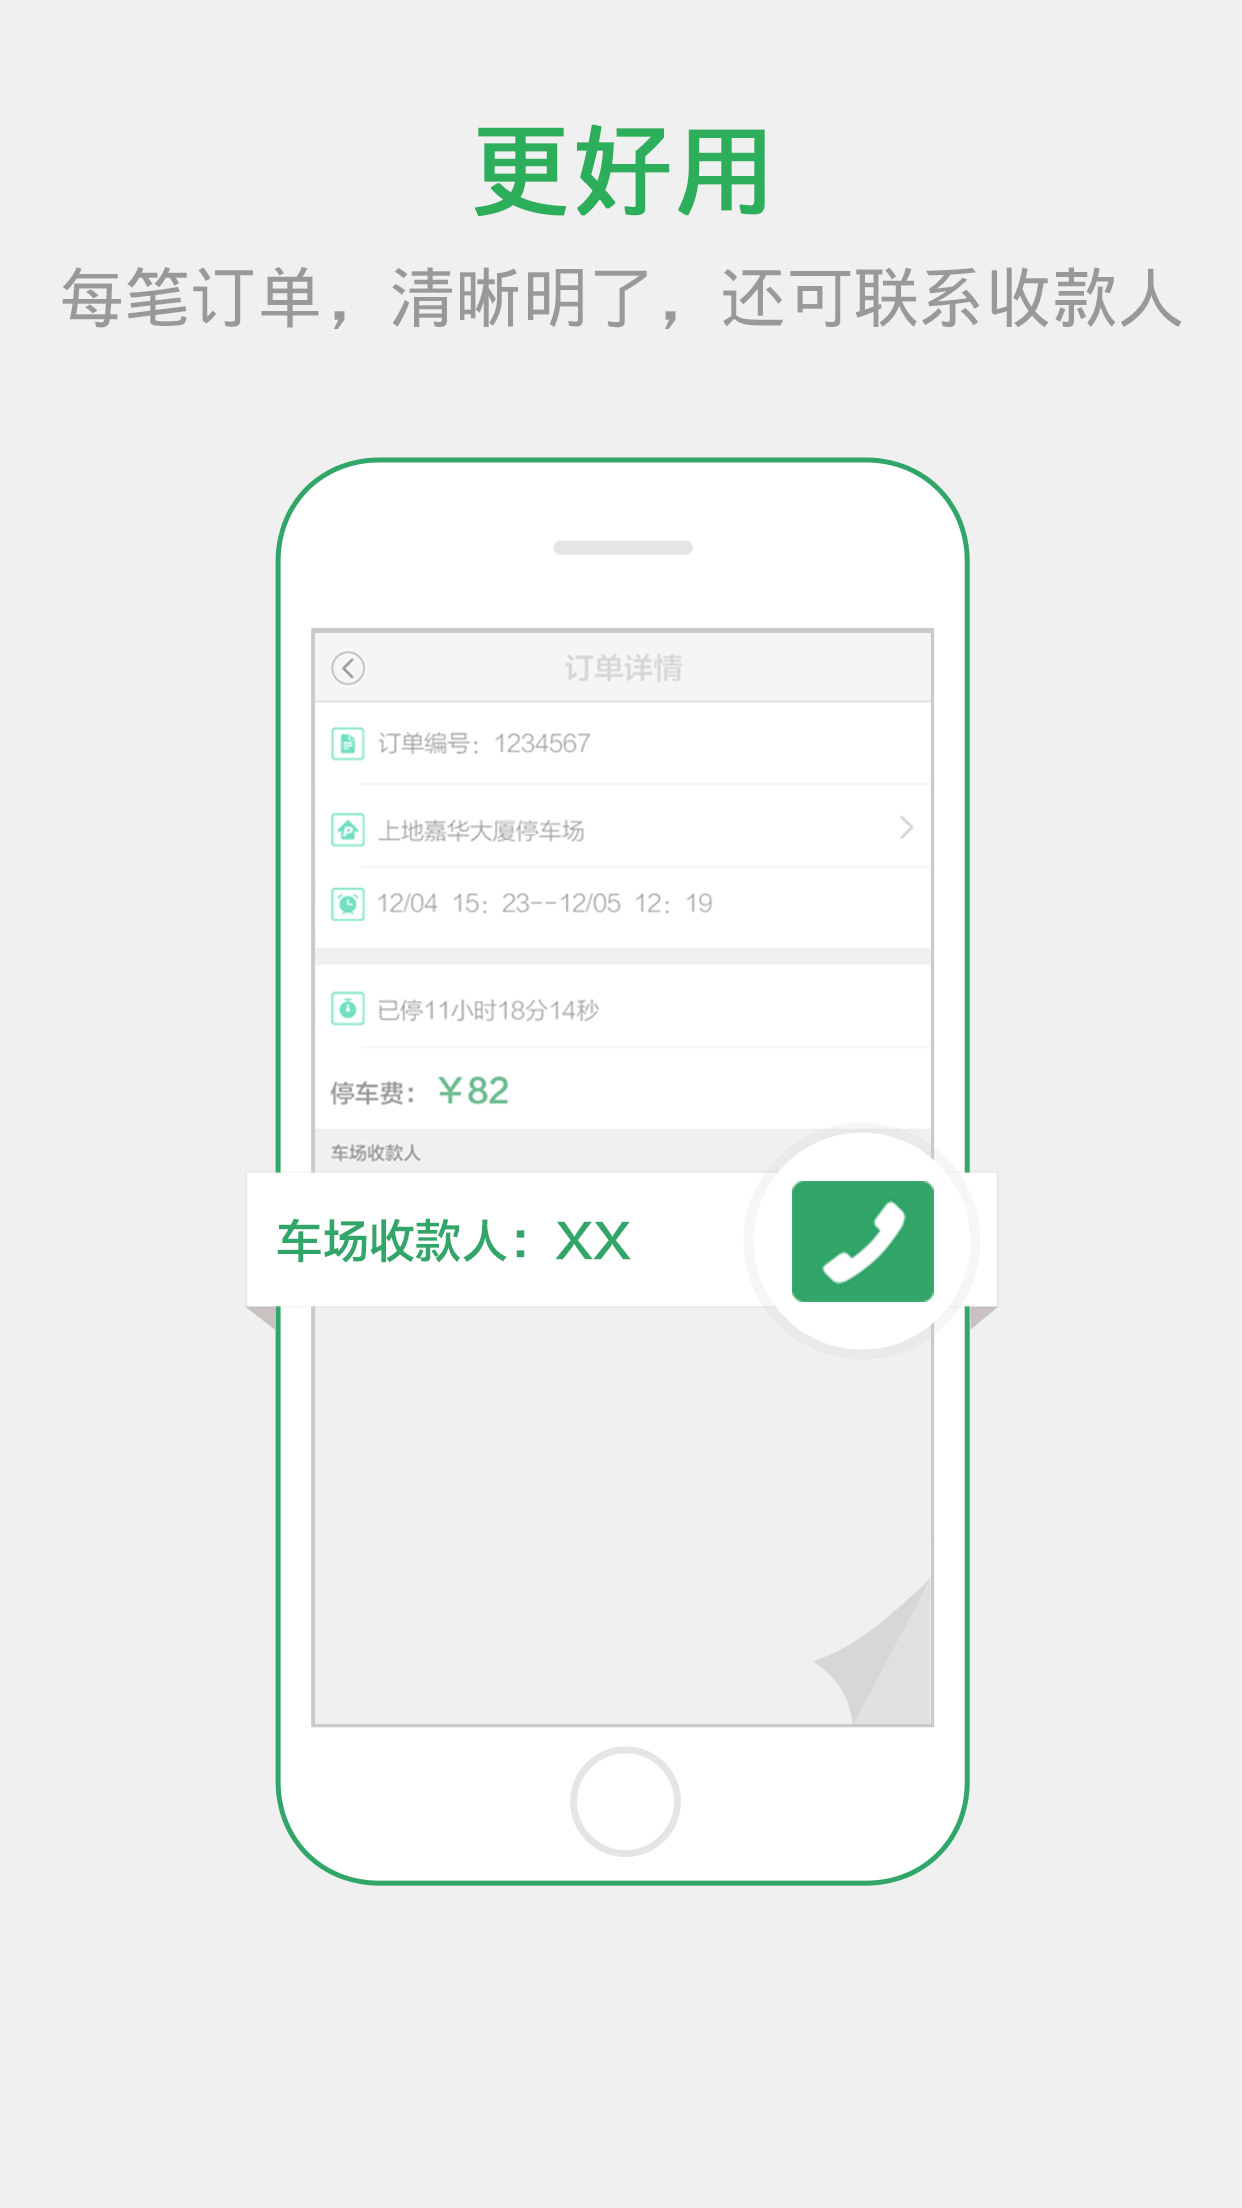 更好用
每笔订单，清晰明了，还可联系收款人
订单详情
订单编号：1234567
上地嘉华大厦停车场
12/04 15：23--12/05 12：19
已停11小时18分14秒
停车费：￥82
车场收款人
车场收款人：XX